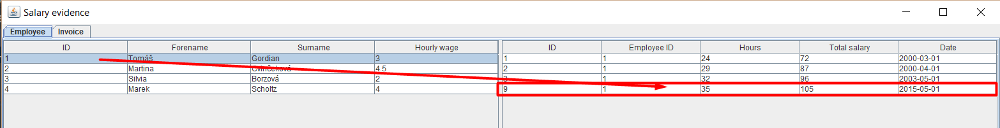 Salary evidence
Employee Invoice
ID Forename Surname Hourly wage ID Employee ID Hours Total salary Date
1 Tomáš Gordian 3 1 1 24 72 2000-03-01
2 Martina Cvinčeková 4.5 2 1 29 87 2000-04-01
3 Silvia Borzová 2 3 1 32 96 2003-05-01
4 Marek Scholtz 4 9 1 35 105 2015-05-01